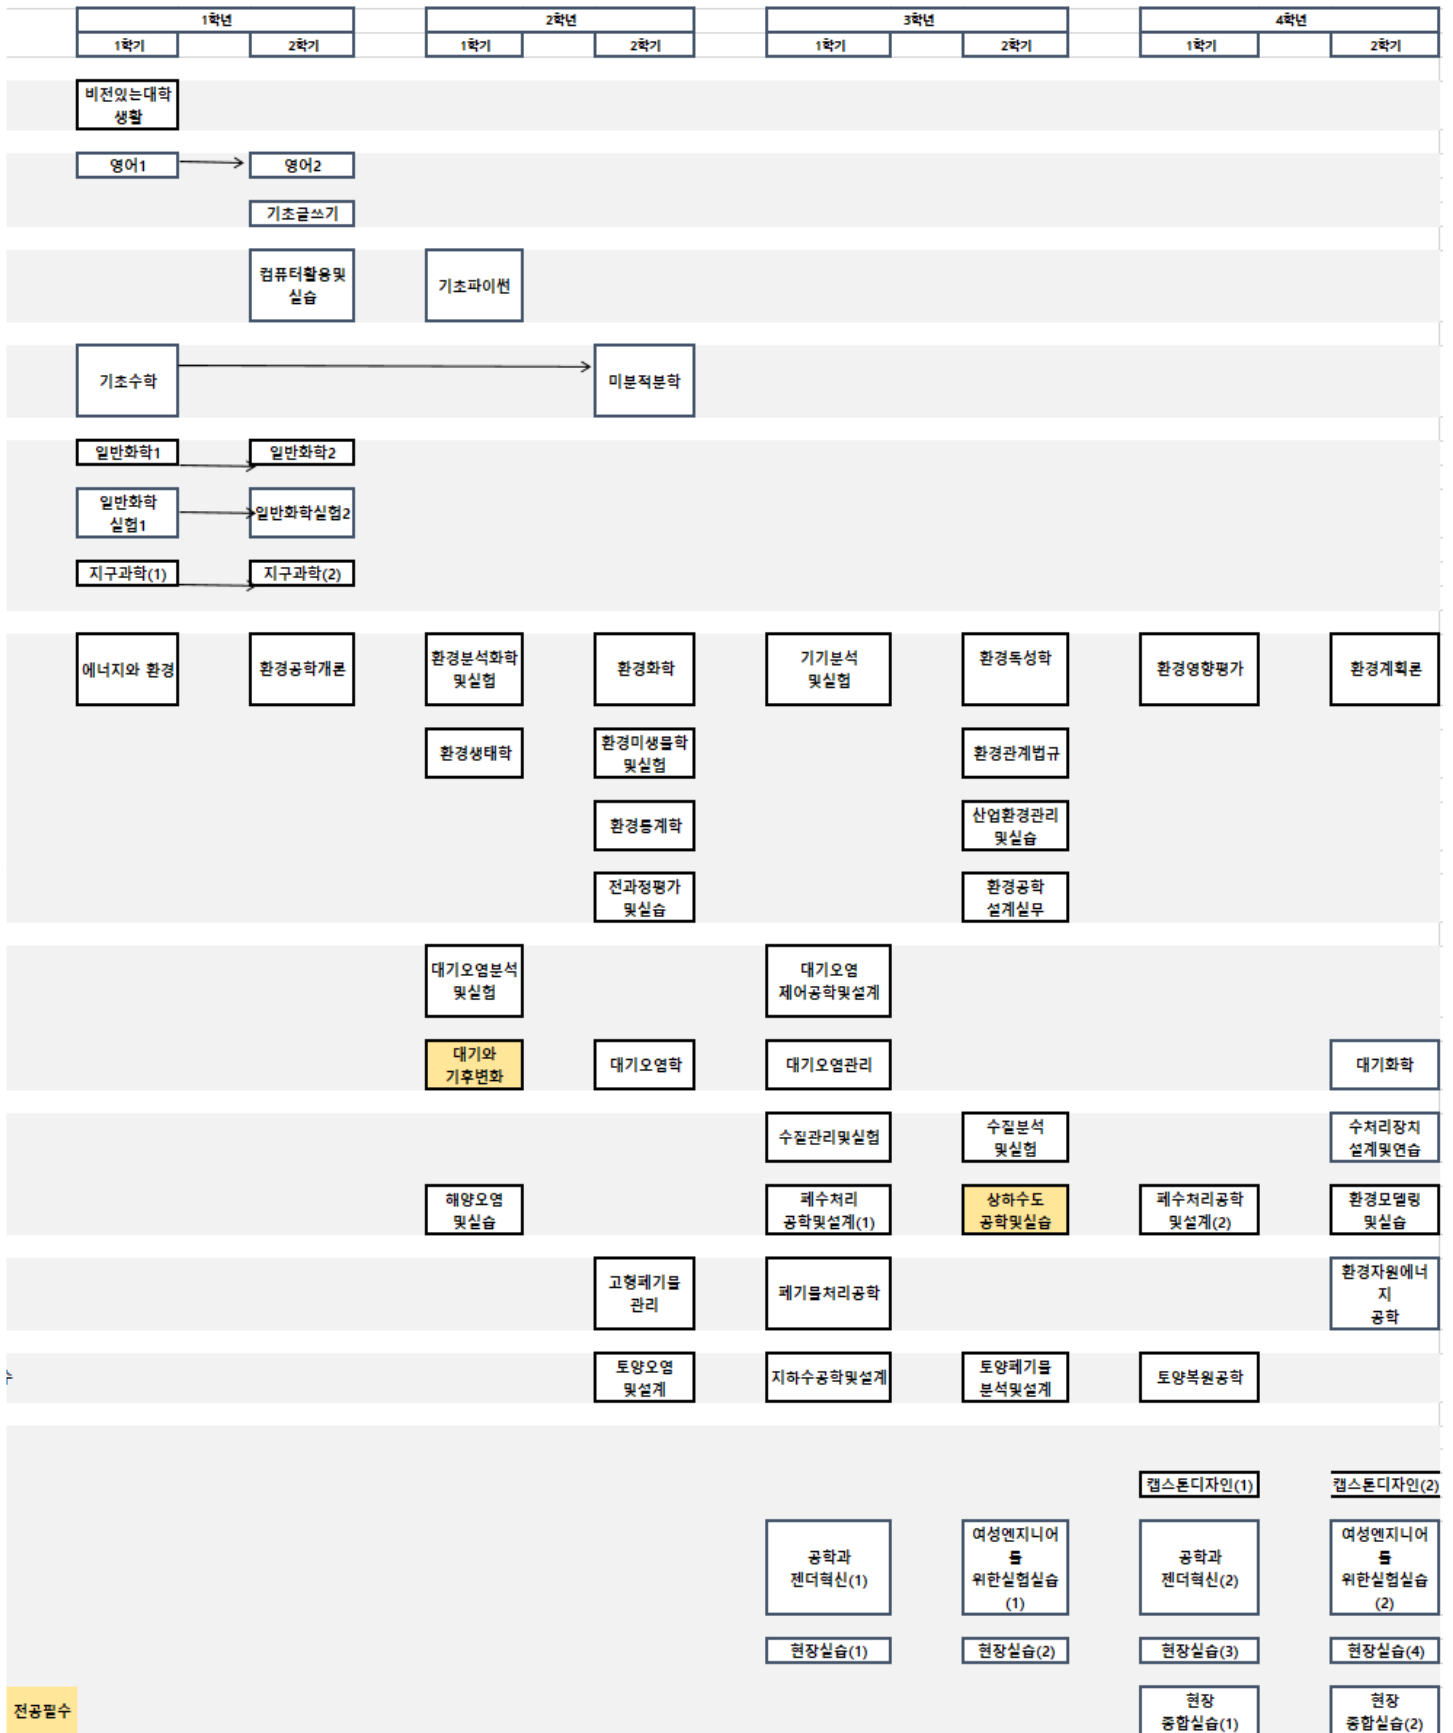 1학년 2학년 3학년 4학년
1학기 2학기 1학기 2학기 1학기 2학기 1학기 2학기
비전있는대학
생활
영어1 영어2
기초글쓰기
컴퓨터활용및
실습
기초파이썬
기초수학 미분적분학
일반화학1 일반화학2
일반화학
실험1
일반화학실험2
지구과학(1) 지구과학(2)
에너지와 환경
환경공학개론
환경분석화학
및실험
환경화학
기기분석
및실험
환경독성학
환경영향평가
환경계획론
환경생태학
환경미생물학
및실험
환경관계법규
환경통계학
산업환경관리
및실습
전과정평가
및실습
환경공학
설계실무
대기오염분석
및실험
대기오염
제어공학및설계
대기와
기후변화
대기오염학
대기오염관리
대기화학
수질관리및실험
수질분석
및실험
수처리장치
설계및연습
해양오염
및실습
폐수처리
공학및설계(1)
상하수도
공학및실습
폐수처리공학
및설계(2)
환경모델링
및실습
고형폐기물
관리
폐기물처리공학
환경자원에너
지
공학
수
토양오염
및설계
지하수공학및설계
토양폐기물
분석및설계
토양복원공학
캡스톤디자인(1) 캡스톤디자인(2)
공학과
젠더혁신(1)
여성엔지니어
를
위한실험실습
(1)
공학과
젠더혁신(2)
여성엔지니어
를
위한실험실습
(2)
현장실습(1) 현장실습(2) 현장실습(3) 현장실습(4)
전공필수
현장
종합실습(1)
현장
종합실습(2)